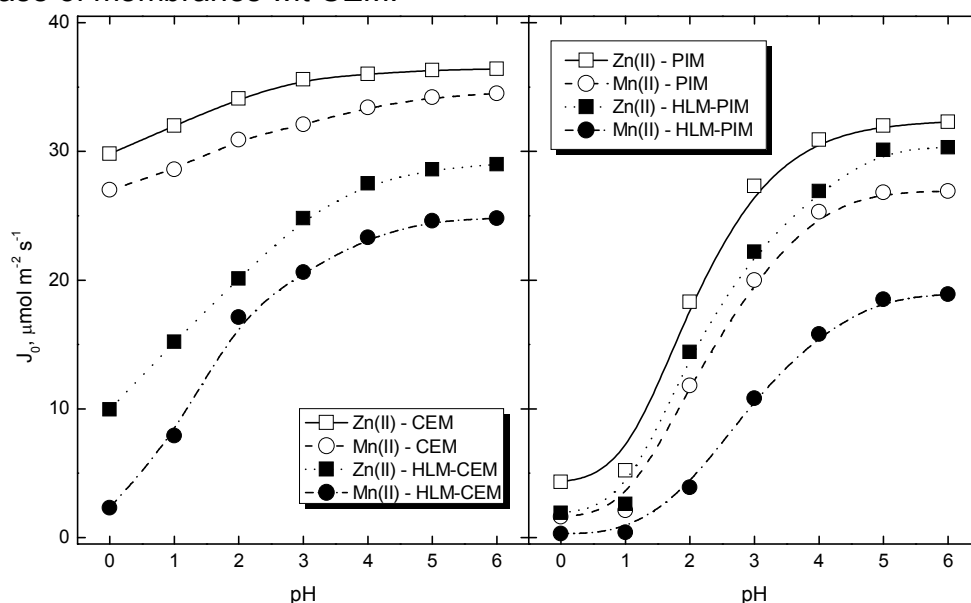 ase of membranes wit CEM.
40
30
20
10
0
J0, μmol m-2 s-1
0 1 2 3 4 5 6
pH
Zn(II) - CEM
Mn(II) - CEM
Zn(II) - HLM-CEM
Mn(II) - HLM-CEM
Zn(II) - PIM
Mn(II) - PIM
Zn(II) - HLM-PIM
Mn(II) - HLM-PIM
0 1 2 3 4 5 6
pH